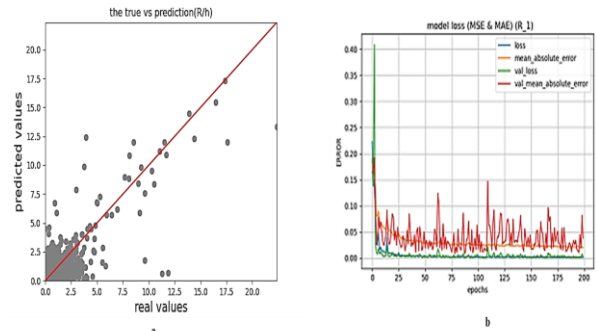 the true vs prediction(R/h)
22.5
20.0
17.5
15.0
12.5
10.0
7.5
5.0
2.5
0.0
predicted values
0.0 2.5 5.0 7.5 10.0 12.5 15.0 17.5 20.0
real values
a
model loss (MSE & MAE) (R_1)
loss
mean_absolute_error
val_loss
val_mean_absolute_error
0.40
0.35
0.30
0.25
0.20
0.15
0.10
0.05
0.00
ERROR
0 25 50 75 100 125 150 175 200
epochs
b